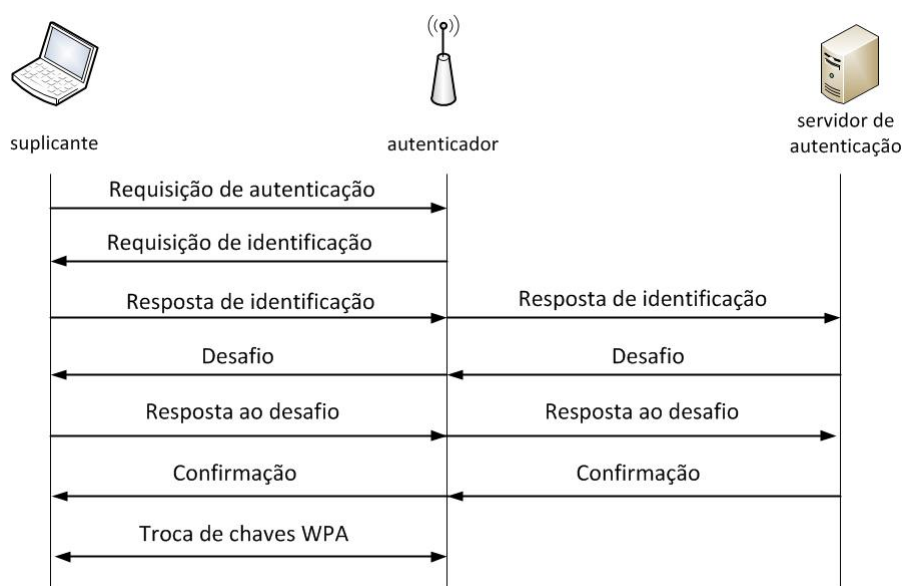 suplicante
autenticador
servidor de
autenticação
Requisição de autenticação
Requisição de identificação
Resposta de identificação
Resposta de identificação
Desafio
Desafio
Resposta ao desafio
Resposta ao desafio
Confirmação
Confirmação
Troca de chaves WPA